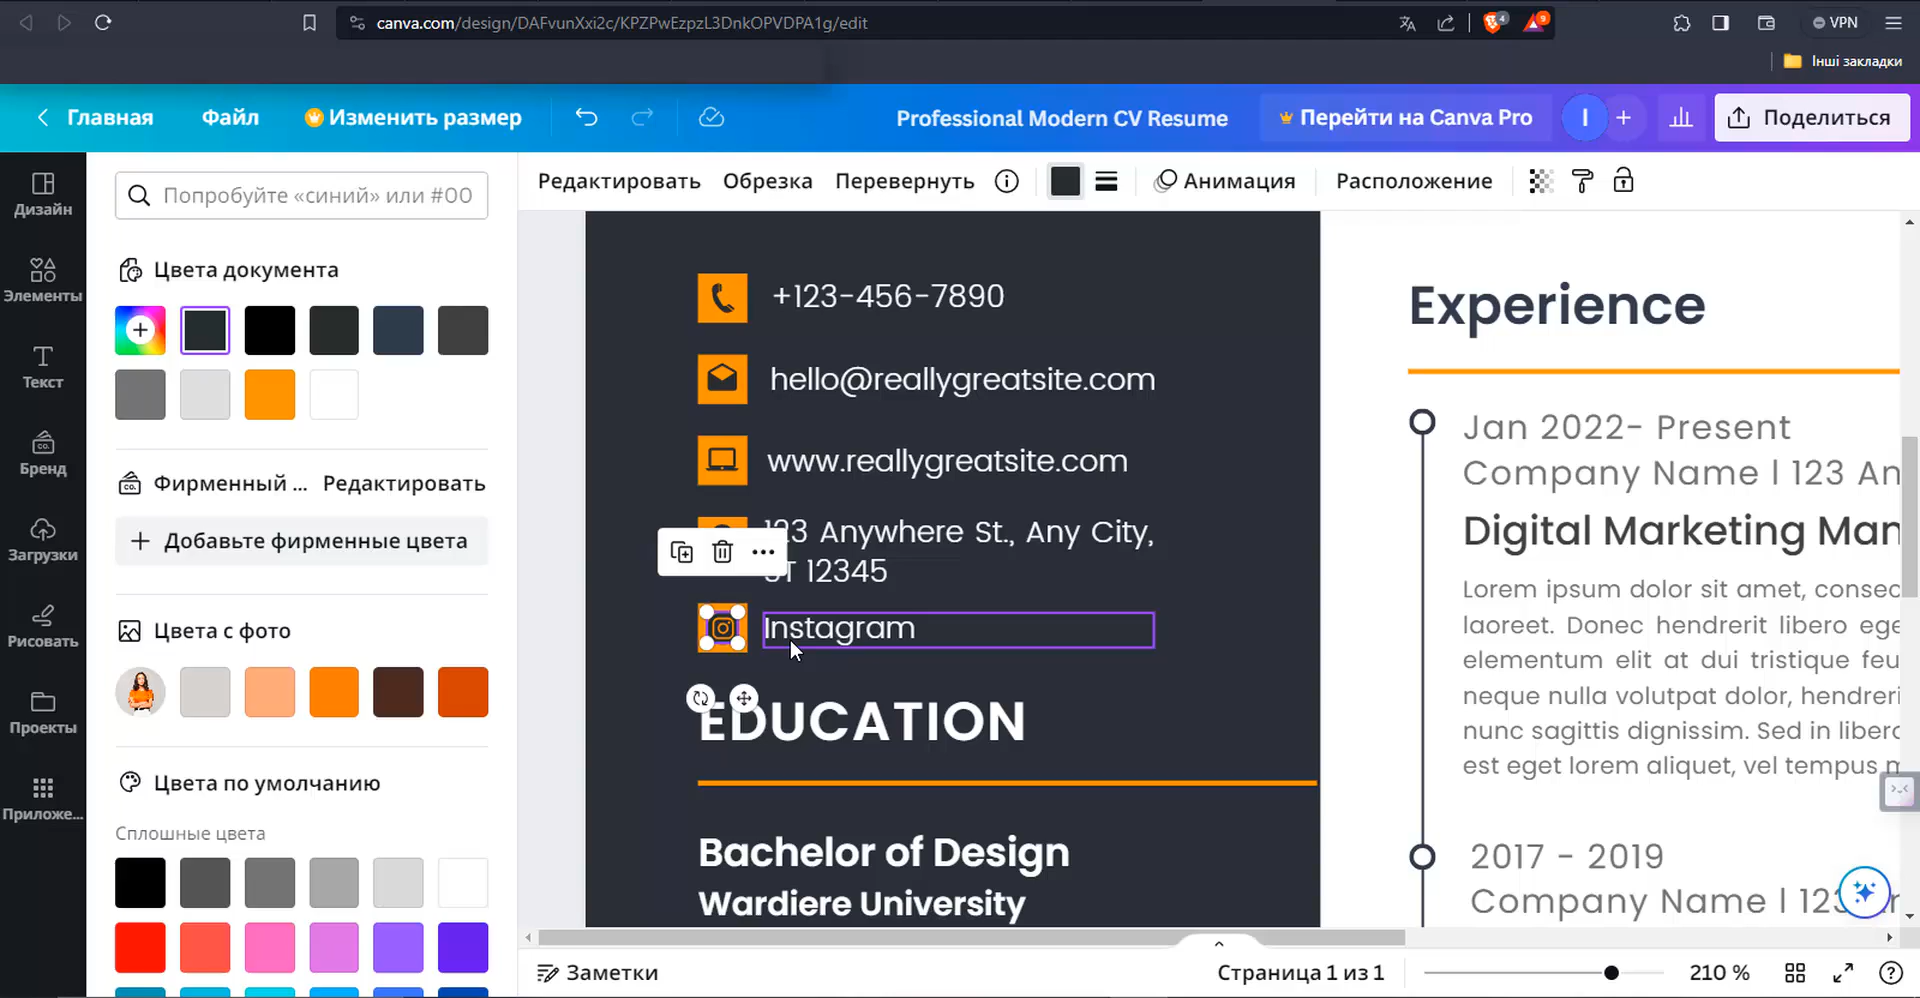 canva.com/design/DAFvunXxi2c/KPZPwEzpzL3DnkOPVDPA1g/edit
4
9
VPN
Інші закладки
Главная
Файл
Изменить размер
Professional Modern CV Resume
Перейти на Canva Pro
I
+
Поделиться
Дизайн
Элементы
Текст
Бренд
Загрузки
Рисовать
Проекты
Приложе...
Попробуйте «синий» или #00
Цвета документа
Фирменный ... Редактировать
+ Добавьте фирменные цвета
Цвета с фото
Цвета по умолчанию
Сплошные цвета
Редактировать
Обрезка
Перевернуть
Анимация
Расположение
+123-456-7890
hello@reallygreatsite.com
www.reallygreatsite.com
123 Anywhere St., Any City,
ST 12345
Instagram
EDUCATION
Bachelor of Design
Wardiere University
Experience
Jan 2022- Present
Company Name l 123 An
Digital Marketing Man
Lorem ipsum dolor sit amet, consec
laoreet. Donec hendrerit libero ege
elementum elit at dui tristique feu
neque nulla volutpat dolor, hendreri
nunc sagittis dignissim. Sed in liberc
est eget lorem aliquet, vel tempus
2017 - 2019
Company Name l 123
Заметки
Страница 1 из 1
210 %